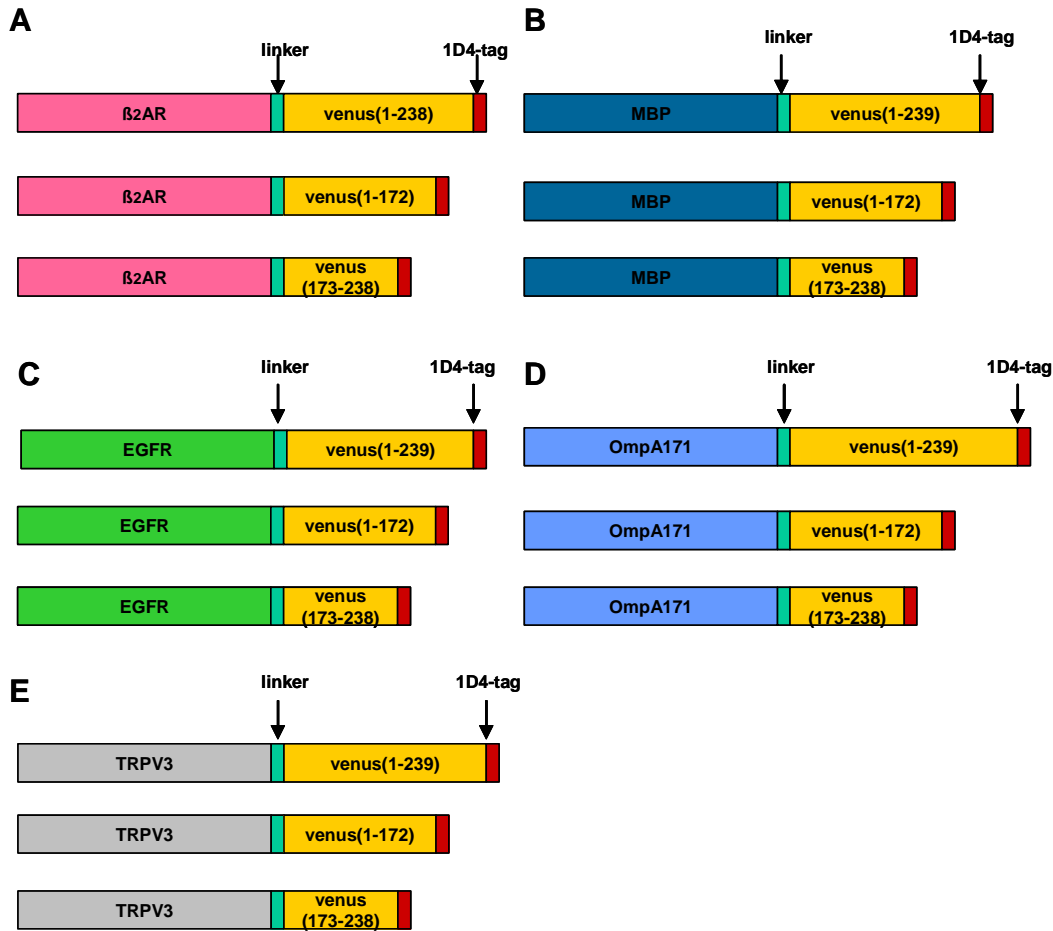 A
linker
1D4-tag
ß2AR
venus(1-238)
ß2AR
venus(1-172)
ß2AR
venus
(173-238)
B
linker
1D4-tag
MBP
venus(1-239)
MBP
venus(1-172)
MBP
venus
(173-238)
C
linker
1D4-tag
EGFR
venus(1-239)
EGFR
venus(1-172)
EGFR
venus
(173-238)
D
linker
1D4-tag
OmpA171
venus(1-239)
OmpA171
venus(1-172)
OmpA171
venus
(173-238)
E
linker
1D4-tag
TRPV3
venus(1-239)
TRPV3
venus(1-172)
TRPV3
venus
(173-238)